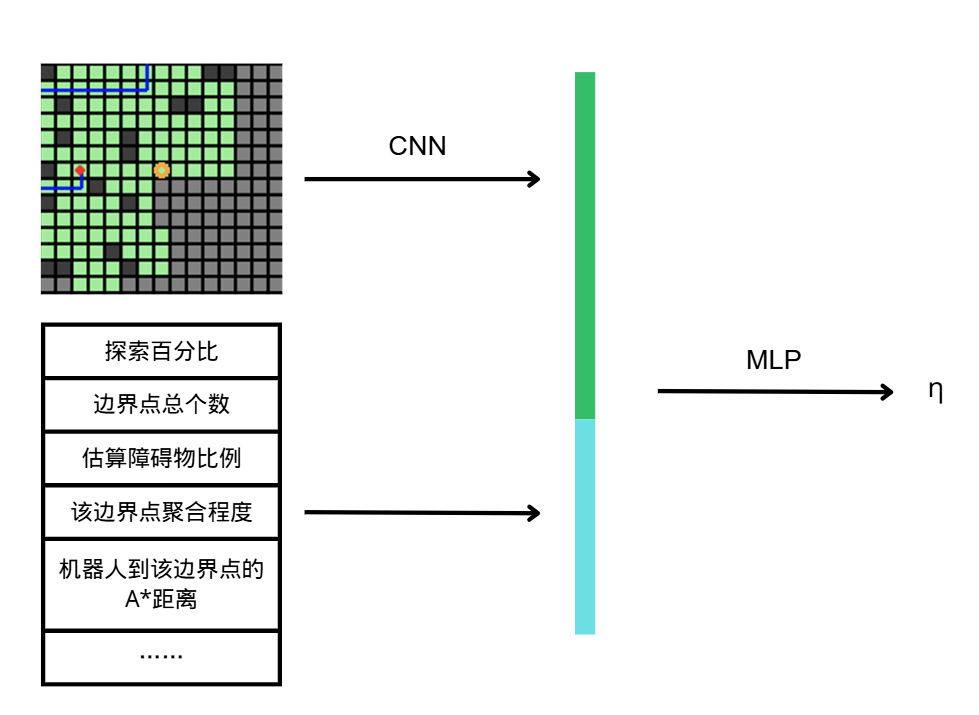 CNN
探索百分比
边界点总个数
估算障碍物比例
该边界点聚合程度
机器人到该边界点的
A*距离
……
MLP
η